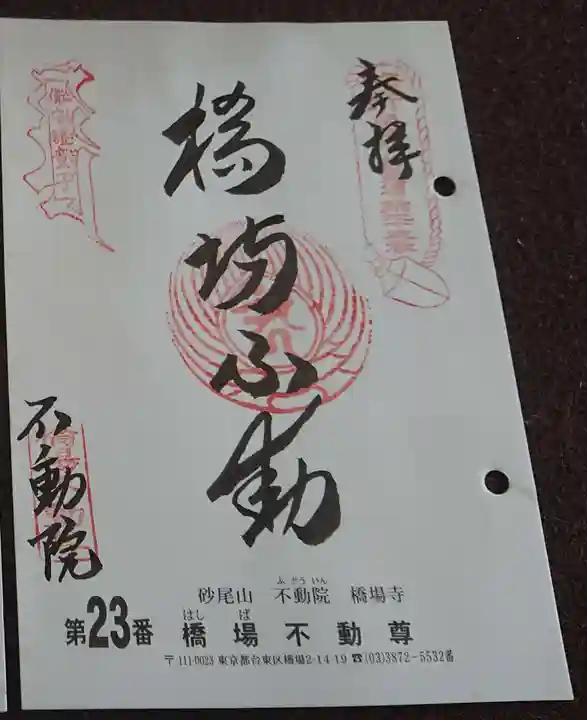 奉拝
橋場ふ動
不動院
砂尾山 不動院 橋場寺
ふどういん
第23番 橋場不動尊
はしば
〒111-0023 東京都台東区橋場2-14-19 ☎(03)3872-5532番